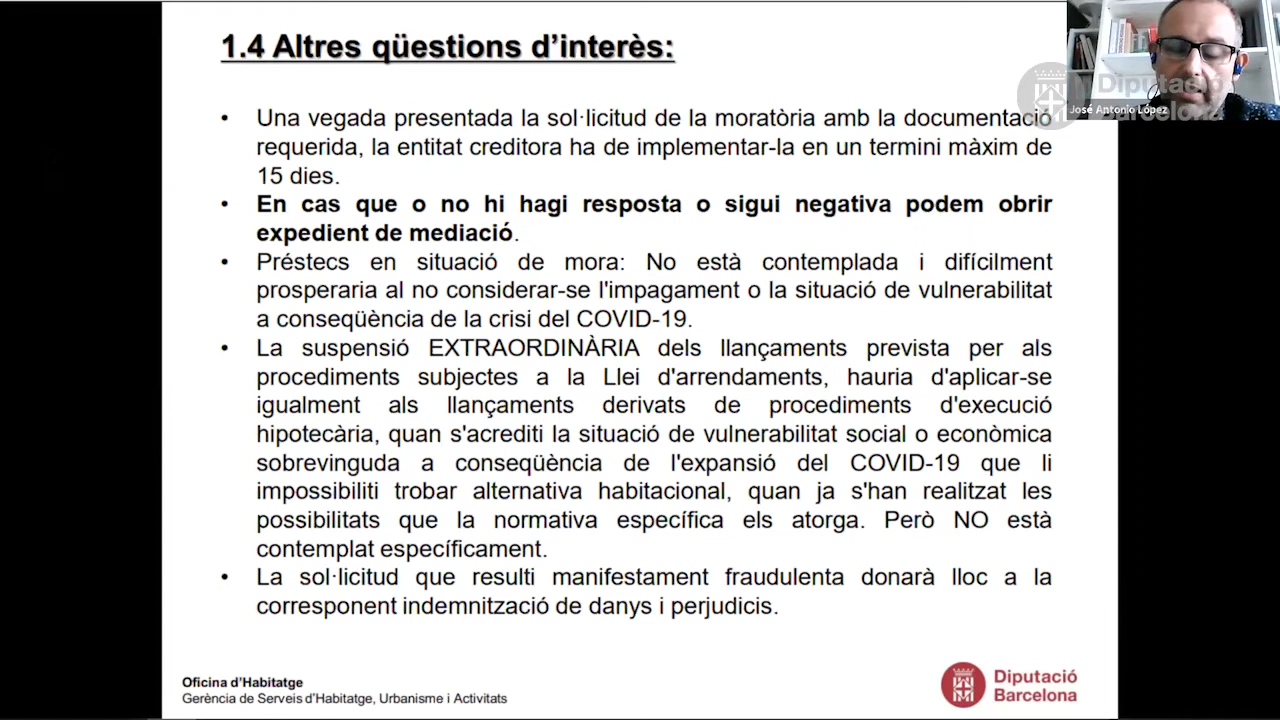 1.4 Altres qüestions d’interès:
Diputació
Barcelona
José Antonio López
• Una vegada presentada la sol·licitud de la moratòria amb la documentació
requerida, la entitat creditora ha de implementar-la en un termini màxim de
15 dies.
• En cas que o no hi hagi resposta o sigui negativa podem obrir
expedient de mediació.
• Préstecs en situació de mora: No està contemplada i difícilment
prosperaria al no considerar-se l'impagament o la situació de vulnerabilitat
a conseqüència de la crisi del COVID-19.
• La suspensió EXTRAORDINÀRIA dels llançaments prevista per als
procediments subjectes a la Llei d'arrendaments, hauria d'aplicar-se
igualment als llançaments derivats de procediments d'execució
hipotecària, quan s'acrediti la situació de vulnerabilitat social o econòmica
sobrevinguda a conseqüència de l'expansió del COVID-19 que li
impossibiliti trobar alternativa habitacional, quan ja s'han realitzat les
possibilitats que la normativa específica els atorga. Però NO està
contemplat específicament.
• La sol·licitud que resulti manifestament fraudulenta donarà lloc a la
corresponent indemnització de danys i perjudicis.
Oficina d’Habitatge
Gerència de Serveis d’Habitatge, Urbanisme i Activitats
Diputació
Barcelona